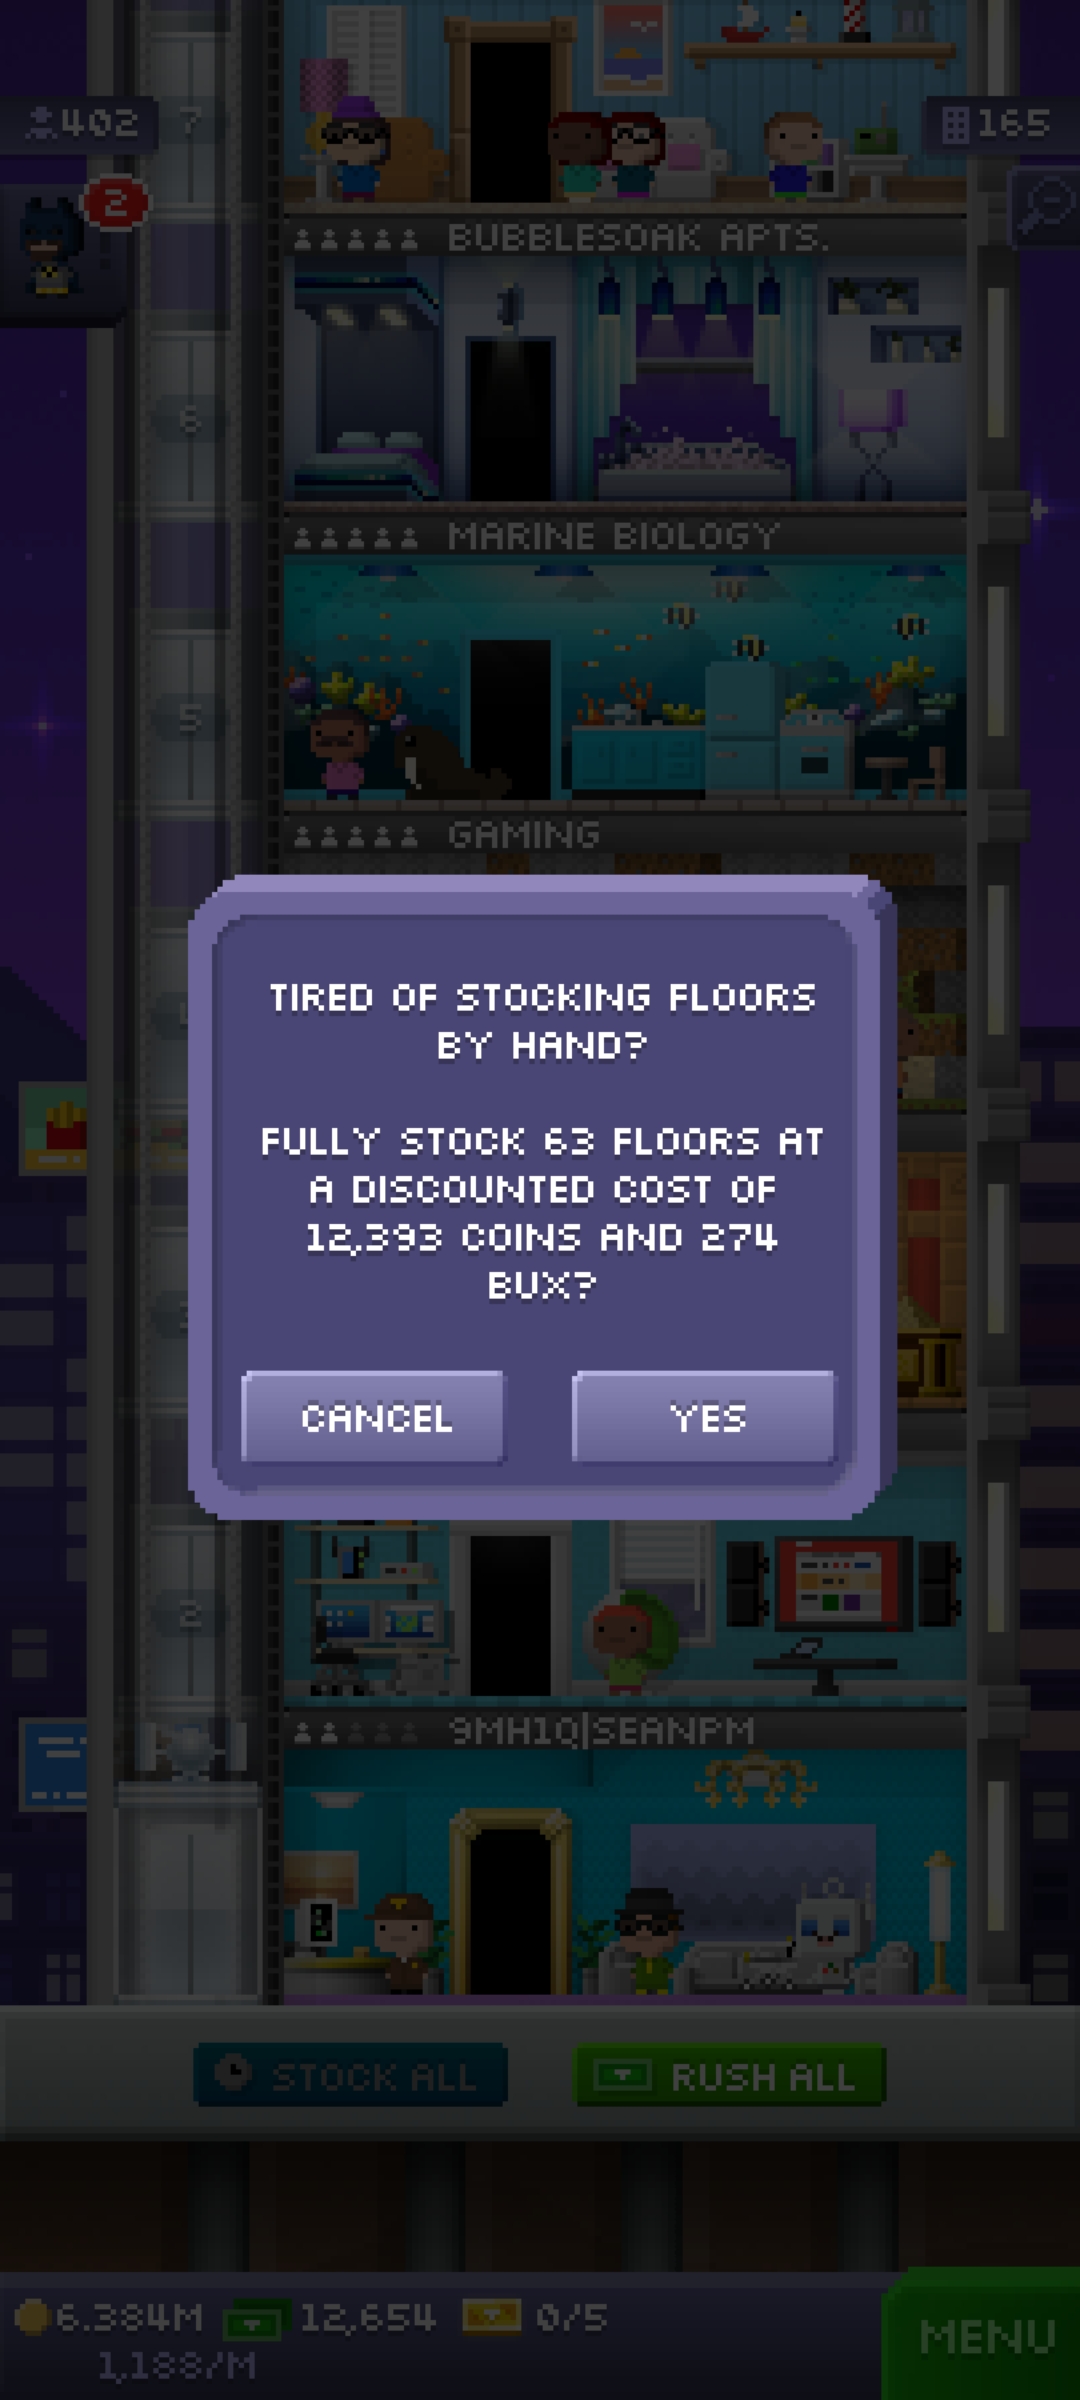 402
7
165
2
BUBBLESOAK APTS.
6
MARINE BIOLOGY
5
GAMING
TIRED OF STOCKING FLOORS
BY HAND?
FULLY STOCK 63 FLOORS AT
A DISCOUNTED COST OF
12,393 COINS AND 274
BUX?
CANCEL
YES
2
9MH1Q|SEANPM
STOCK ALL
RUSH ALL
6.384M
12,654
0/5
1,188/M
MENU